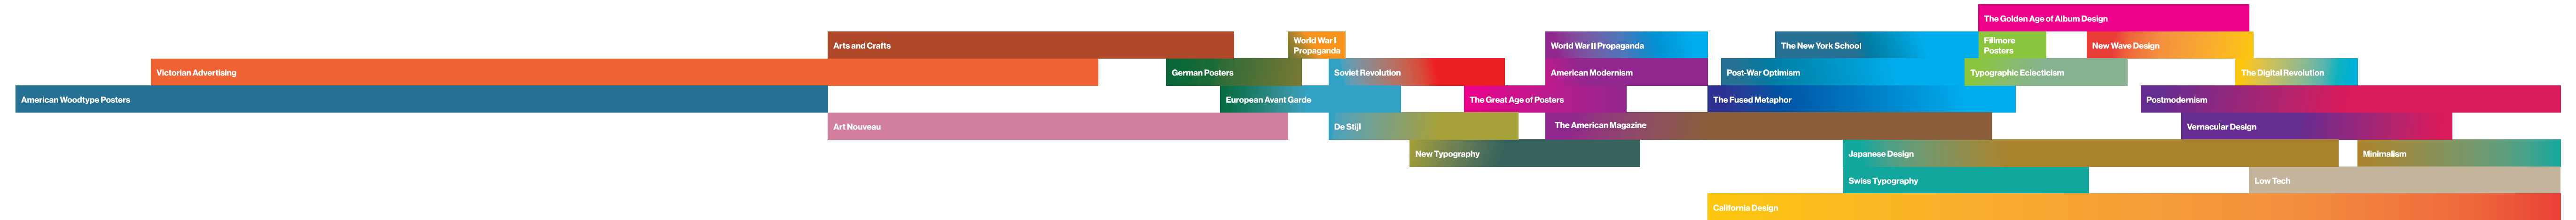 The Golden Age of Album Design
Arts and Crafts
World War I
Propaganda
World War II Propaganda
The New York School
Fillmore
Posters
New Wave Design
Victorian Advertising
German Posters
Soviet Revolution
American Modernism
Post-War Optimism
Typographic Eclecticism
The Digital Revolution
American Woodtype Posters
European Avant Garde
The Great Age of Posters
The Fused Metaphor
Postmodernism
Art Nouveau
De Stijl
The American Magazine
Vernacular Design
New Typography
Japanese Design
Minimalism
Swiss Typography
Low Tech
California Design